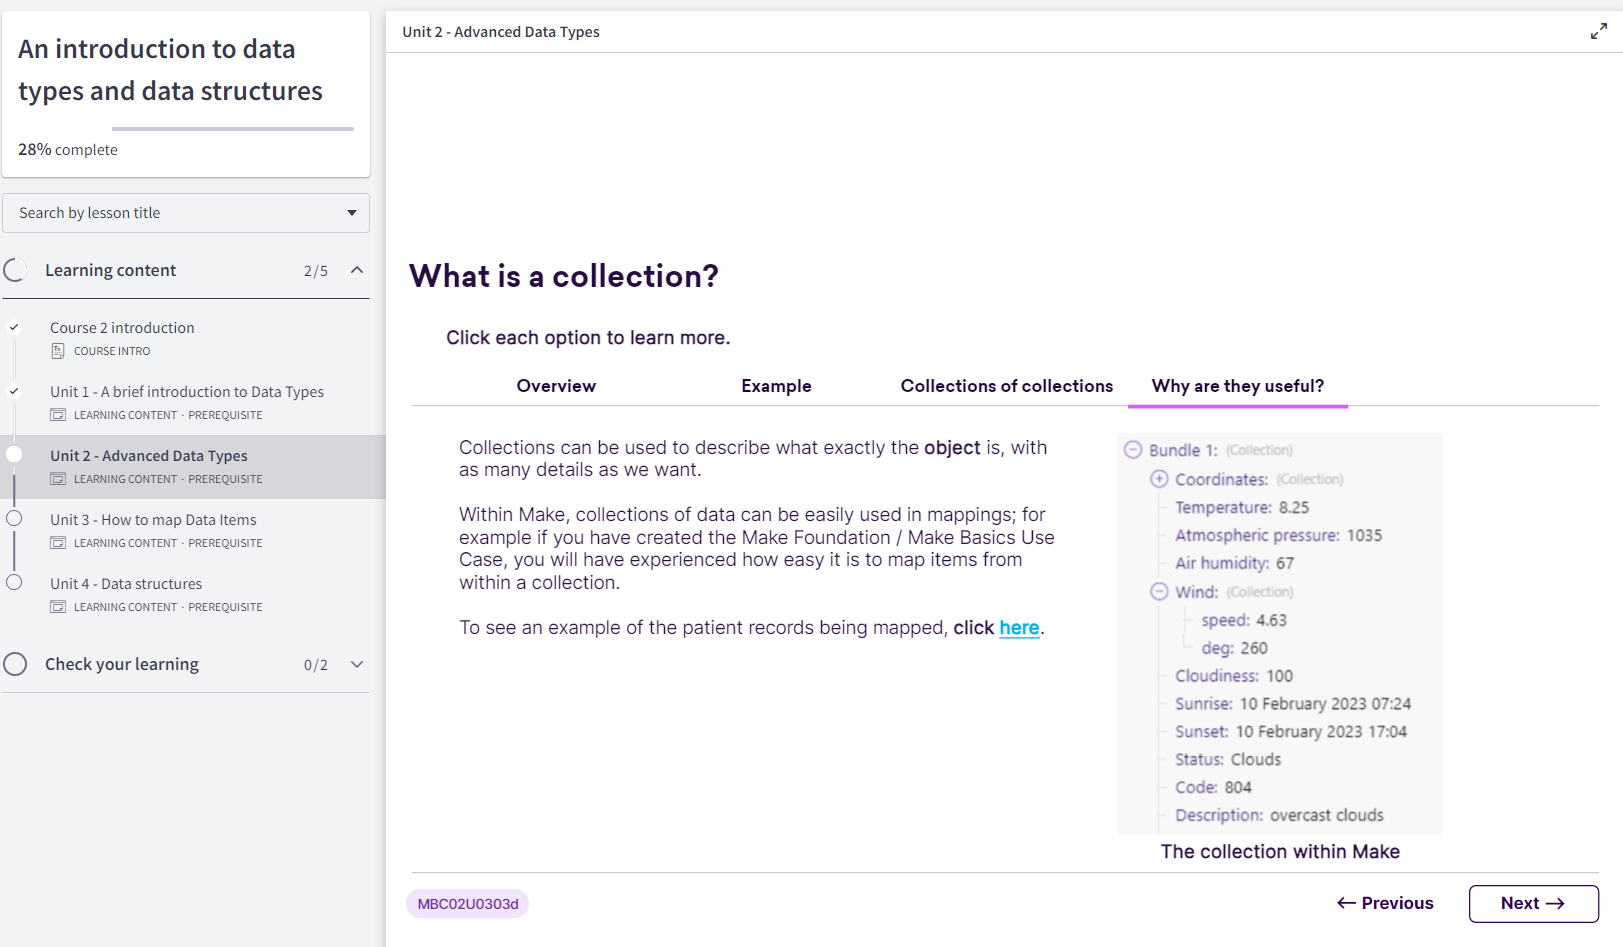 An introduction to data
types and data structures
28% complete
Search by lesson title
Learning content 2/5
Course 2 introduction
COURSE INTRO
Unit 1 - A brief introduction to Data Types
LEARNING CONTENT · PREREQUISITE
Unit 2 - Advanced Data Types
LEARNING CONTENT · PREREQUISITE
Unit 3 - How to map Data Items
LEARNING CONTENT · PREREQUISITE
Unit 4 - Data structures
LEARNING CONTENT · PREREQUISITE
Check your learning 0/2
Unit 2 - Advanced Data Types
What is a collection?
Click each option to learn more.
Overview Example Collections of collections Why are they useful?
Collections can be used to describe what exactly the object is, with
as many details as we want.
Within Make, collections of data can be easily used in mappings; for
example if you have created the Make Foundation / Make Basics Use
Case, you will have experienced how easy it is to map items from
within a collection.
To see an example of the patient records being mapped, click here.
Bundle 1: (Collection)
Coordinates: (Collection)
Temperature: 8.25
Atmospheric pressure: 1035
Air humidity: 67
Wind: (Collection)
speed: 4.63
deg: 260
Cloudiness: 100
Sunrise: 10 February 2023 07:24
Sunset: 10 February 2023 17:04
Status: Clouds
Code: 804
Description: overcast clouds
The collection within Make
MBC02U0303d
← Previous
Next →